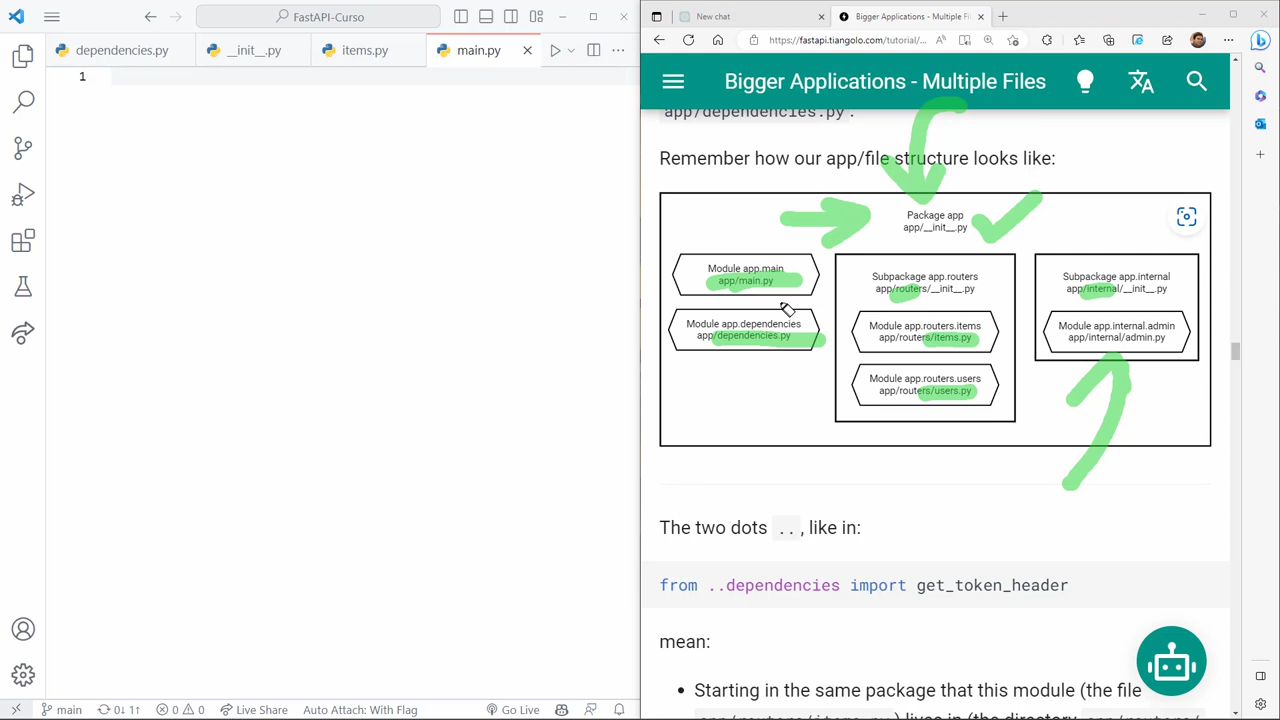 FastAPI-Curso
dependencies.py
__init__.py
items.py
main.py
1
main
0↓ 1↑
0
0
Live Share
Auto Attach: With Flag
Go Live
New chat
Bigger Applications - Multiple Fi
https://fastapi.tiangolo.com/tutorial/...
Bigger Applications - Multiple Files
app/dependencies.py.
Remember how our app/file structure looks like:
Package app
app/__init__.py
Module app.main
app/main.py
Module app.dependencies
app/dependencies.py
Subpackage app.routers
app/routers/__init__.py
Module app.routers.items
app/routers/items.py
Module app.routers.users
app/routers/users.py
Subpackage app.internal
app/internal/__init__.py
Module app.internal.admin
app/internal/admin.py
The two dots .., like in:
from ..dependencies import get_token_header
mean:
• Starting in the same package that this module (the file
) lives in (the directory